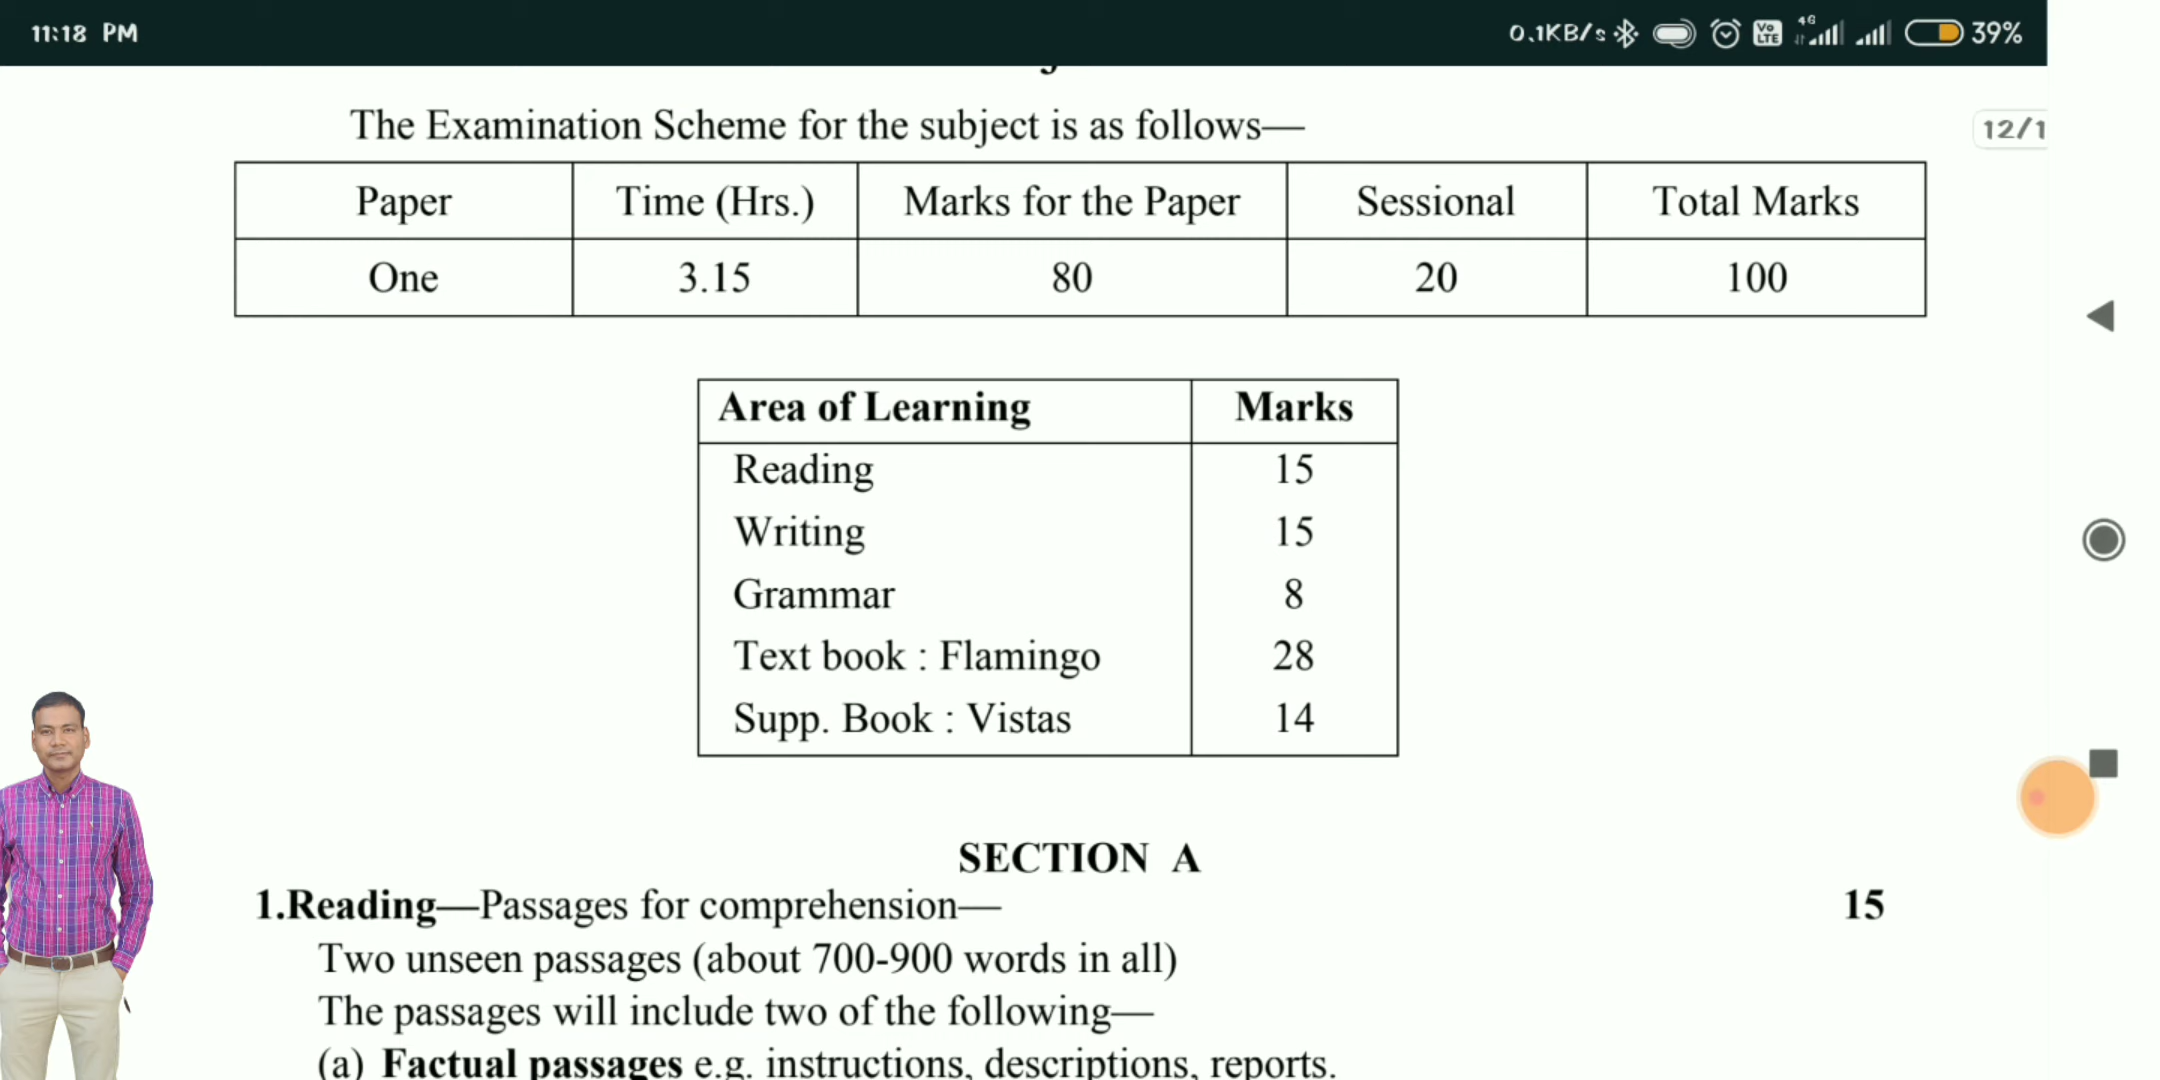 11:18 PM 0.1KB/s Vo LTE 4G 39%
The Examination Scheme for the subject is as follows—
12/1
Paper Time (Hrs.) Marks for the Paper Sessional Total Marks
One 3.15 80 20 100
Area of Learning Marks
Reading 15
Writing 15
Grammar 8
Text book : Flamingo 28
Supp. Book : Vistas 14
SECTION A
1.Reading—Passages for comprehension— 15
Two unseen passages (about 700-900 words in all)
The passages will include two of the following—
(a) Factual passages e.g. instructions, descriptions, reports.